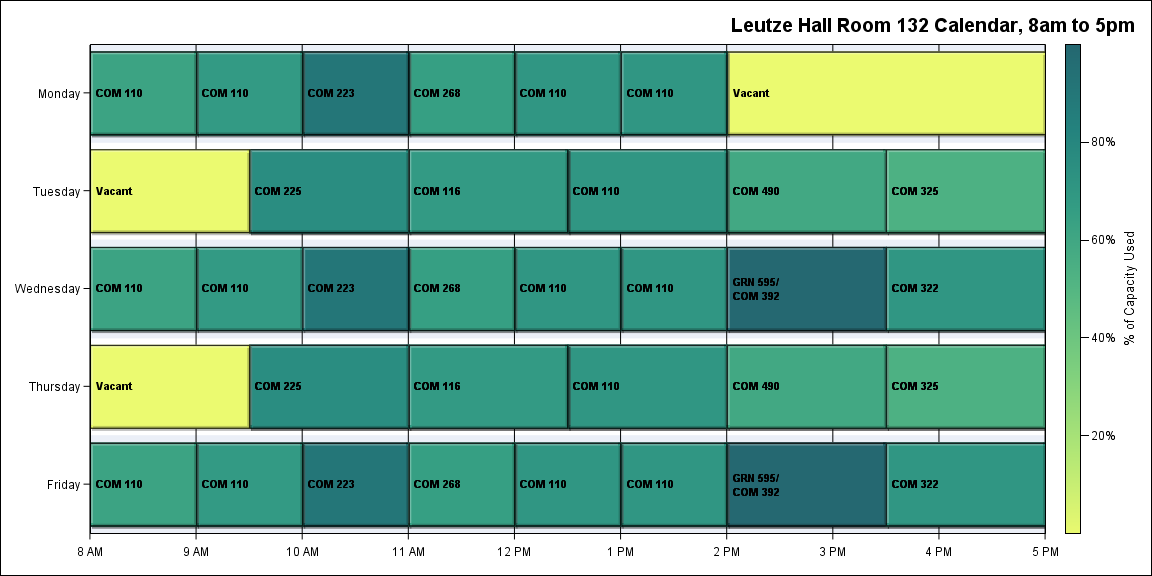 Leutze Hall Room 132 Calendar, 8am to 5pm
Monday
COM 110
COM 110
COM 223
COM 268
COM 110
COM 110
Vacant
Tuesday
Vacant
COM 225
COM 116
COM 110
COM 490
COM 325
Wednesday
COM 110
COM 110
COM 223
COM 268
COM 110
COM 110
GRN 595/
COM 392
COM 322
Thursday
Vacant
COM 225
COM 116
COM 110
COM 490
COM 325
Friday
COM 110
COM 110
COM 223
COM 268
COM 110
COM 110
GRN 595/
COM 392
COM 322
8 AM
9 AM
10 AM
11 AM
12 PM
1 PM
2 PM
3 PM
4 PM
5 PM
80%
60%
40%
20%
% of Capacity Used